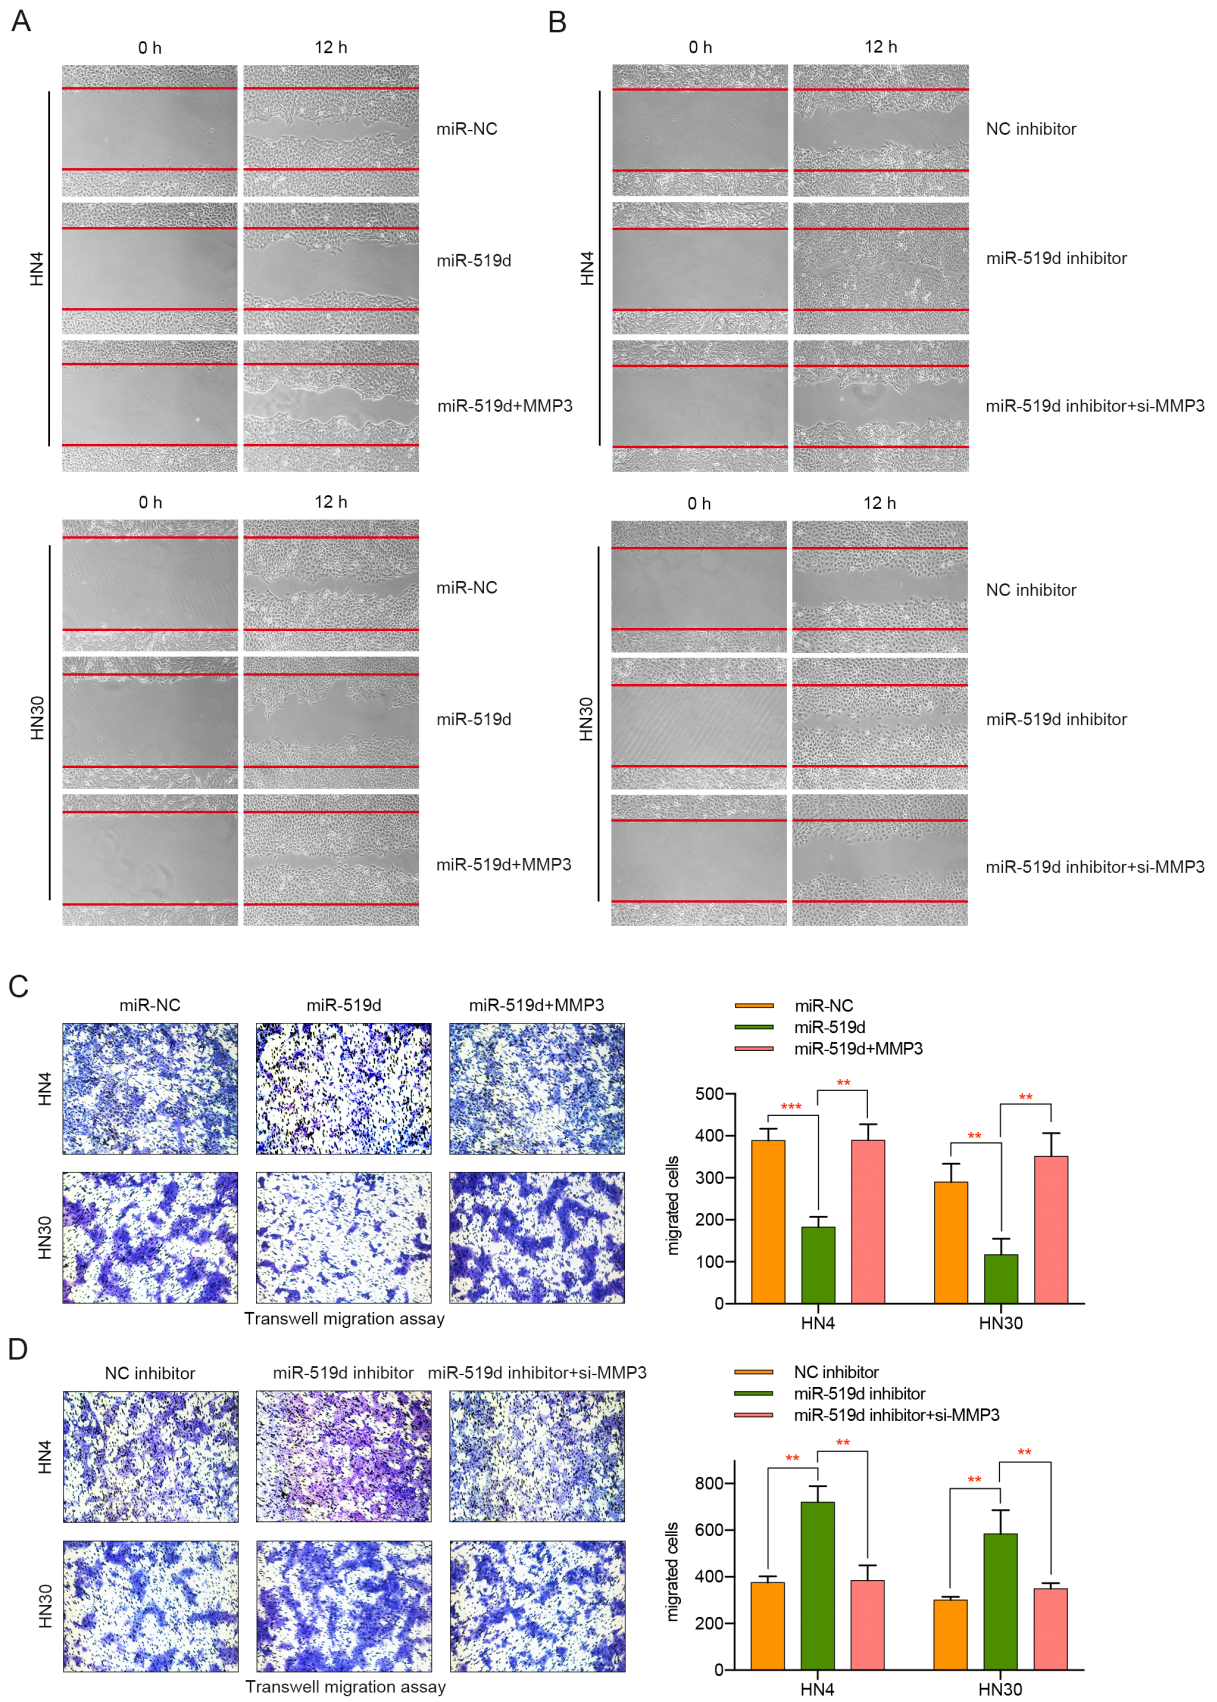 A
0 h
12 h
HN4
miR-NC
miR-519d
miR-519d+MMP3
0 h
12 h
HN30
miR-NC
miR-519d
miR-519d+MMP3
B
0 h
12 h
HN4
NC inhibitor
miR-519d inhibitor
miR-519d inhibitor+si-MMP3
0 h
12 h
HN30
NC inhibitor
miR-519d inhibitor
miR-519d inhibitor+si-MMP3
C
miR-NC
miR-519d
miR-519d+MMP3
HN4
HN30
Transwell migration assay
miR-NC
miR-519d
miR-519d+MMP3
migrated cells
500
400
300
200
100
0
***
**
**
**
HN4
HN30
D
NC inhibitor
miR-519d inhibitor
miR-519d inhibitor+si-MMP3
HN4
HN30
Transwell migration assay
NC inhibitor
miR-519d inhibitor
miR-519d inhibitor+si-MMP3
migrated cells
800
600
400
200
0
**
**
**
**
HN4
HN30